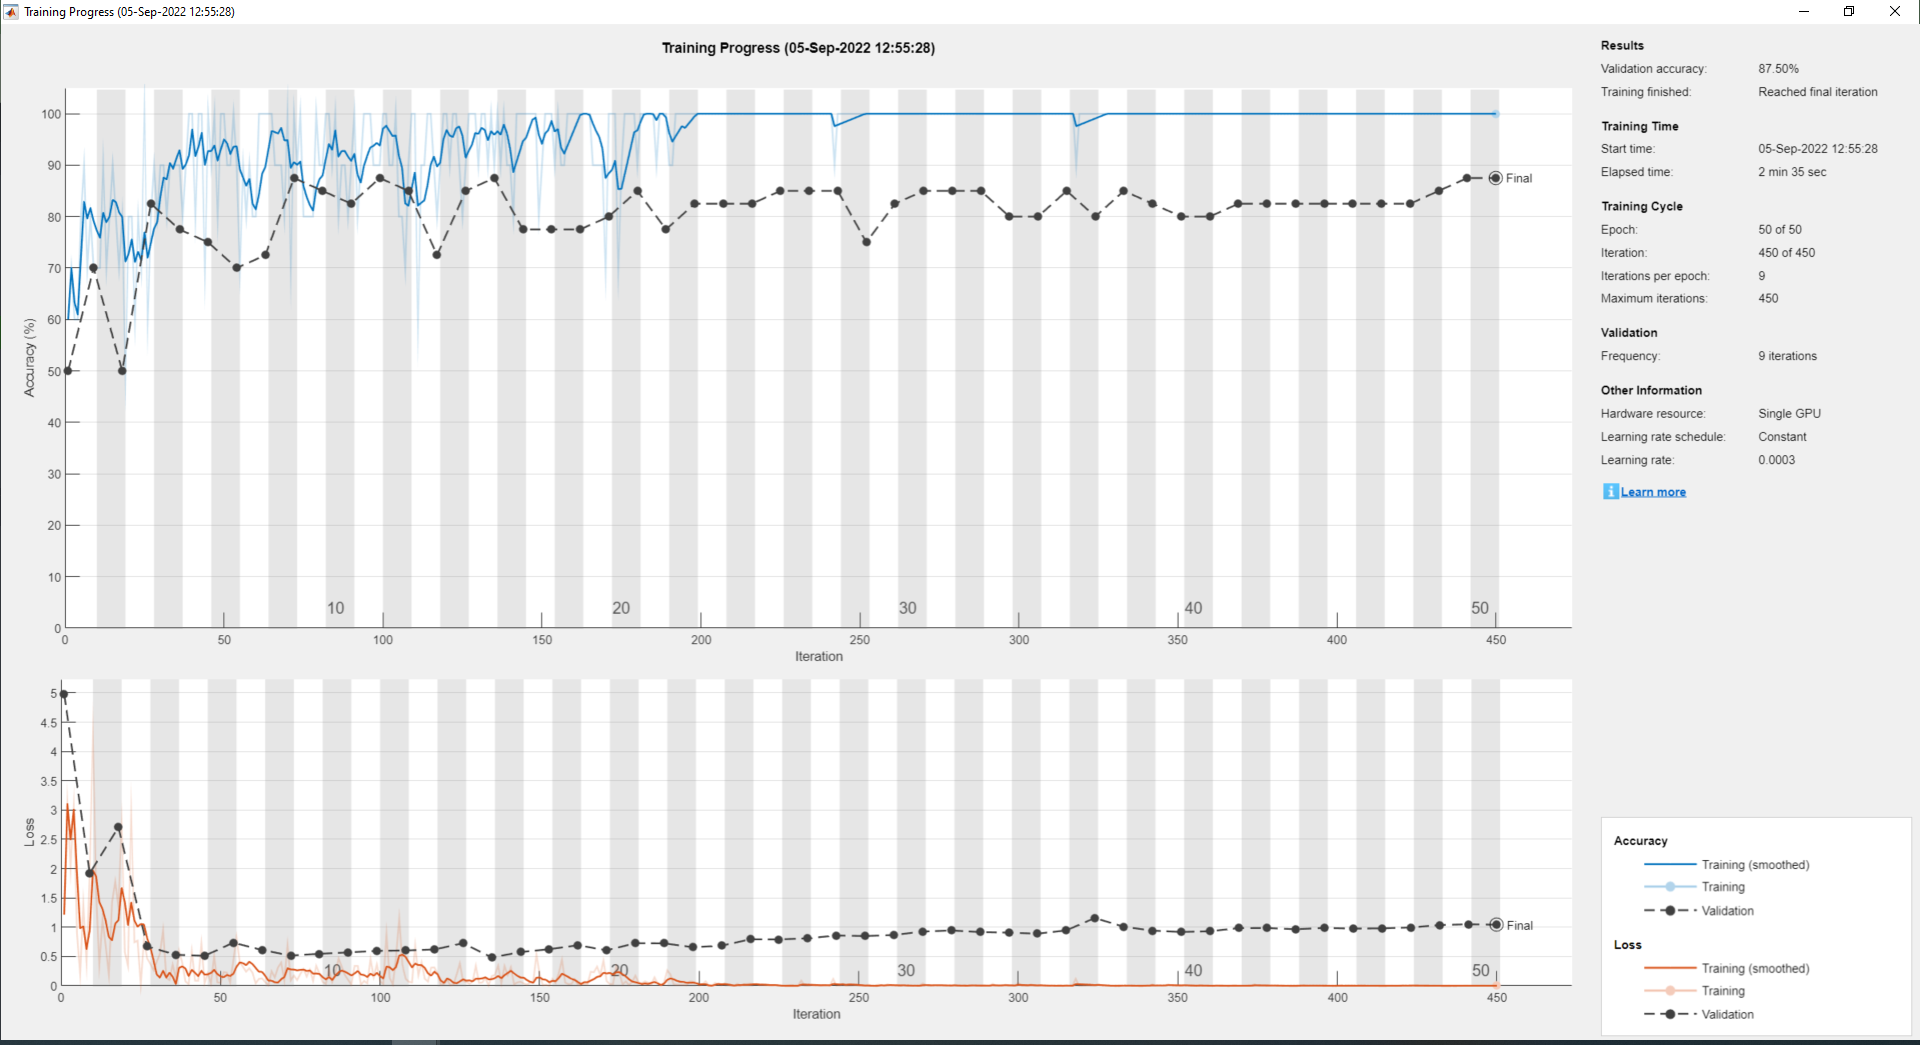 Training Progress (05-Sep-2022 12:55:28)
Training Progress (05-Sep-2022 12:55:28)
Accuracy (%)
100
90
80
70
60
50
40
30
20
10
0
Final
10
20
30
40
50
0
50
100
150
200
250
300
350
400
450
Iteration
Loss
5
4.5
4
3.5
3
2.5
2
1.5
1
0.5
0
Final
10
20
30
40
50
0
50
100
150
200
250
300
350
400
450
Iteration
Results
Validation accuracy: 87.50%
Training finished: Reached final iteration
Training Time
Start time: 05-Sep-2022 12:55:28
Elapsed time: 2 min 35 sec
Training Cycle
Epoch: 50 of 50
Iteration: 450 of 450
Iterations per epoch: 9
Maximum iterations: 450
Validation
Frequency: 9 iterations
Other Information
Hardware resource: Single GPU
Learning rate schedule: Constant
Learning rate: 0.0003
i Learn more
Accuracy
Training (smoothed)
Training
Validation
Loss
Training (smoothed)
Training
Validation